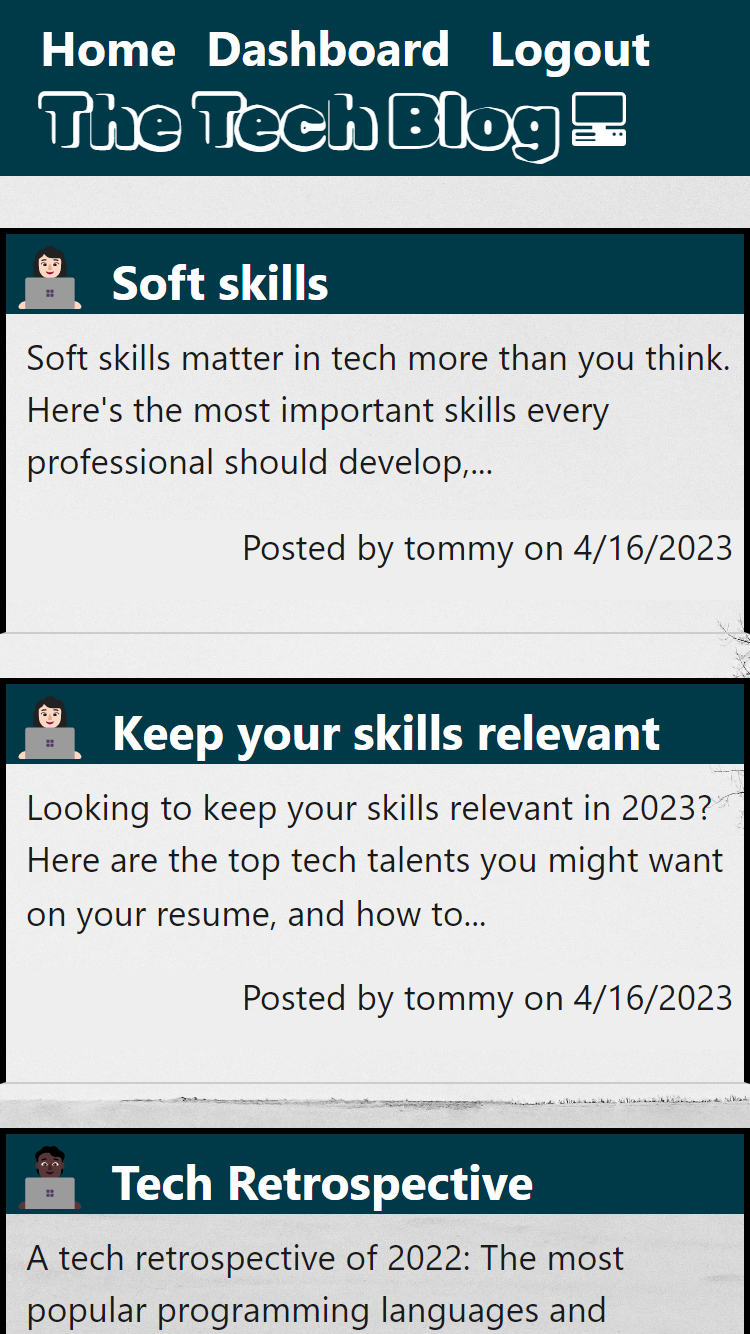 Home Dashboard Logout
The Tech Blog
Soft skills
Soft skills matter in tech more than you think.
Here's the most important skills every
professional should develop,...
Posted by tommy on 4/16/2023
Keep your skills relevant
Looking to keep your skills relevant in 2023?
Here are the top tech talents you might want
on your resume, and how to...
Posted by tommy on 4/16/2023
Tech Retrospective
A tech retrospective of 2022: The most
popular programming languages and